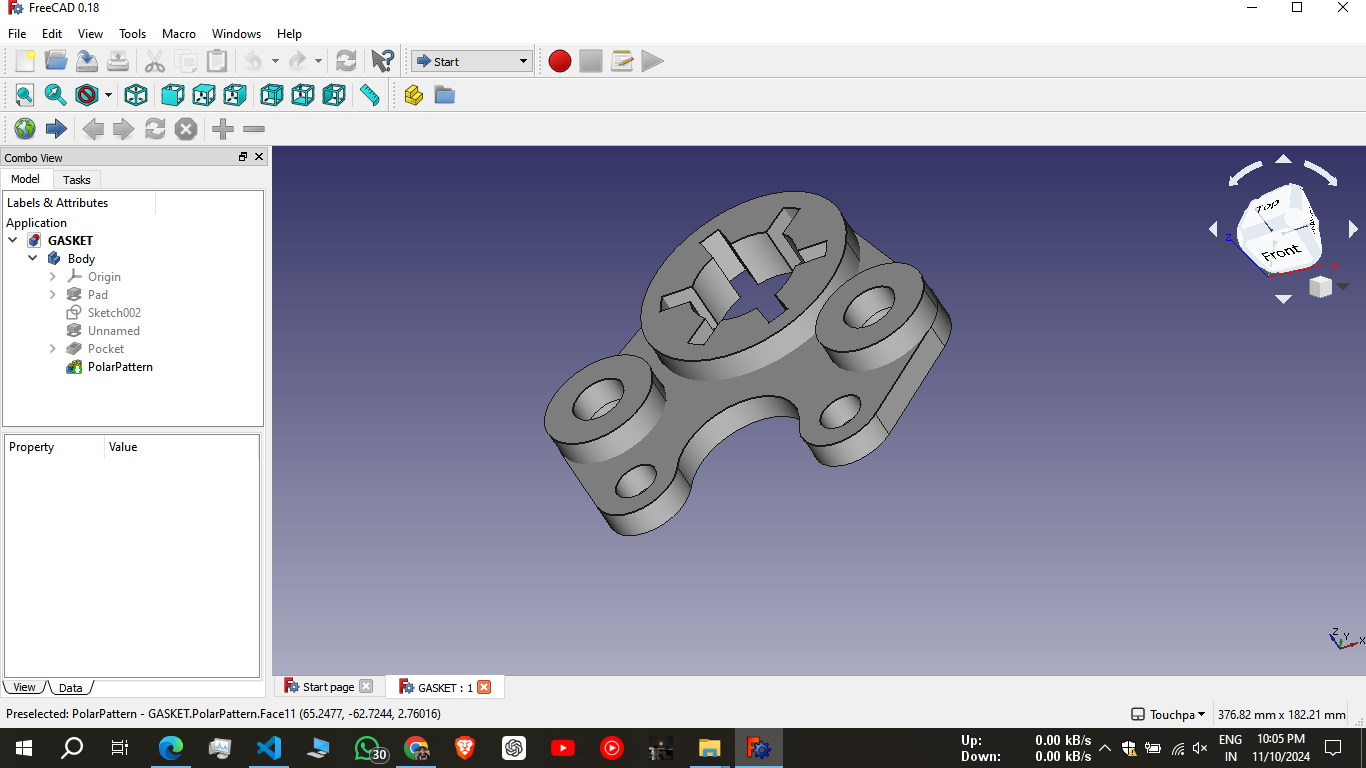 FreeCAD 0.18
File Edit View Tools Macro Windows Help
Start
Combo View
Model Tasks
Labels & Attributes
Application
GASKET
Body
Origin
Pad
Sketch002
Unnamed
Pocket
PolarPattern
Property Value
View Data
Top
Front
Z
Z Y X
Start page
GASKET : 1
Preselected: PolarPattern - GASKET.PolarPattern.Face11 (65.2477, -62.7244, 2.76016)
Touchpa
376.82 mm x 182.21 mm
30
Up: 0.00 kB/s
Down: 0.00 kB/s
ENG
IN
10:05 PM
11/10/2024